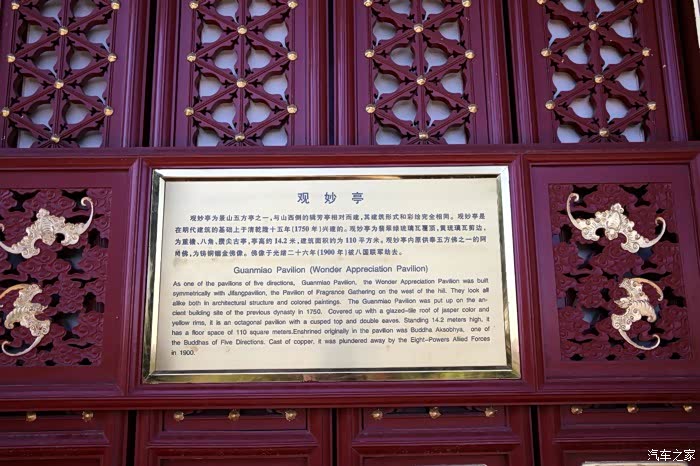 观妙亭
观妙亭为景山五方亭之一，与山西侧的辑芳亭相对而建，其建筑形式和彩绘完全相同。观妙亭是
在明代建筑的基础上于清乾隆十五年(1750年)兴建的。观妙亭为翡翠绿琉璃瓦覆顶，黄琉璃瓦剪边，
为重檐、八角、攒尖古亭，亭高约14.2米，建筑面积约为110平方米。观妙亭内原供奉五方佛之一的阿
閦佛，为铸铜鎏金佛像。佛像于光绪二十六年(1900年)被八国联军劫去。
Guanmiao Pavilion (Wonder Appreciation Pavilion)
As one of the pavilions of five directions, Guanmiao Pavilion, the Wonder Appreciation Pavilion was built
symmetrically with Jifangpavilion, the Pavilion of Fragrance Gathering on the west of the hill. They look all
alike both in architectural structure and colored paintings. The Guanmiao Pavilion was put up on the an-
cient building site of the previous dynasty in 1750. Covered up with a glazed-tile roof of jasper color and
yellow rims, it is an octagonal pavilion with a cusped top and double eaves. Standing 14.2 meters high, it
has a floor space of 110 square meters.Enshrined originally in the pavilion was Buddha Aksobhya, one of
the Buddhas of Five Directions. Cast of copper, it was plundered away by the Eight-Powers Allied Forces
in 1900.
汽车之家